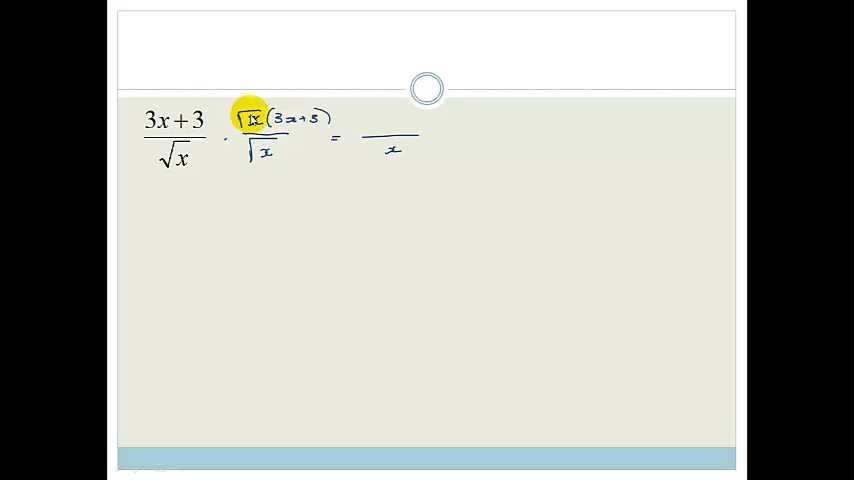 (3x+3)/√x · √x(3x+3)/√x = /x